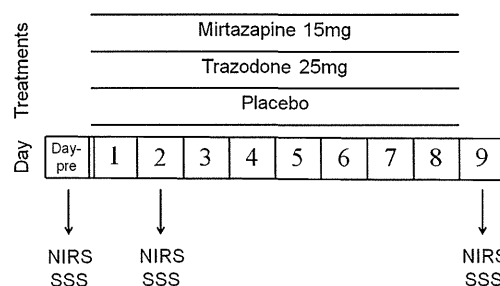 Treatments
Mirtazapine 15mg
Trazodone 25mg
Placebo
Day
Day-
pre
1 2 3 4 5 6 7 8 9
NIRS NIRS NIRS
SSS SSS SSS